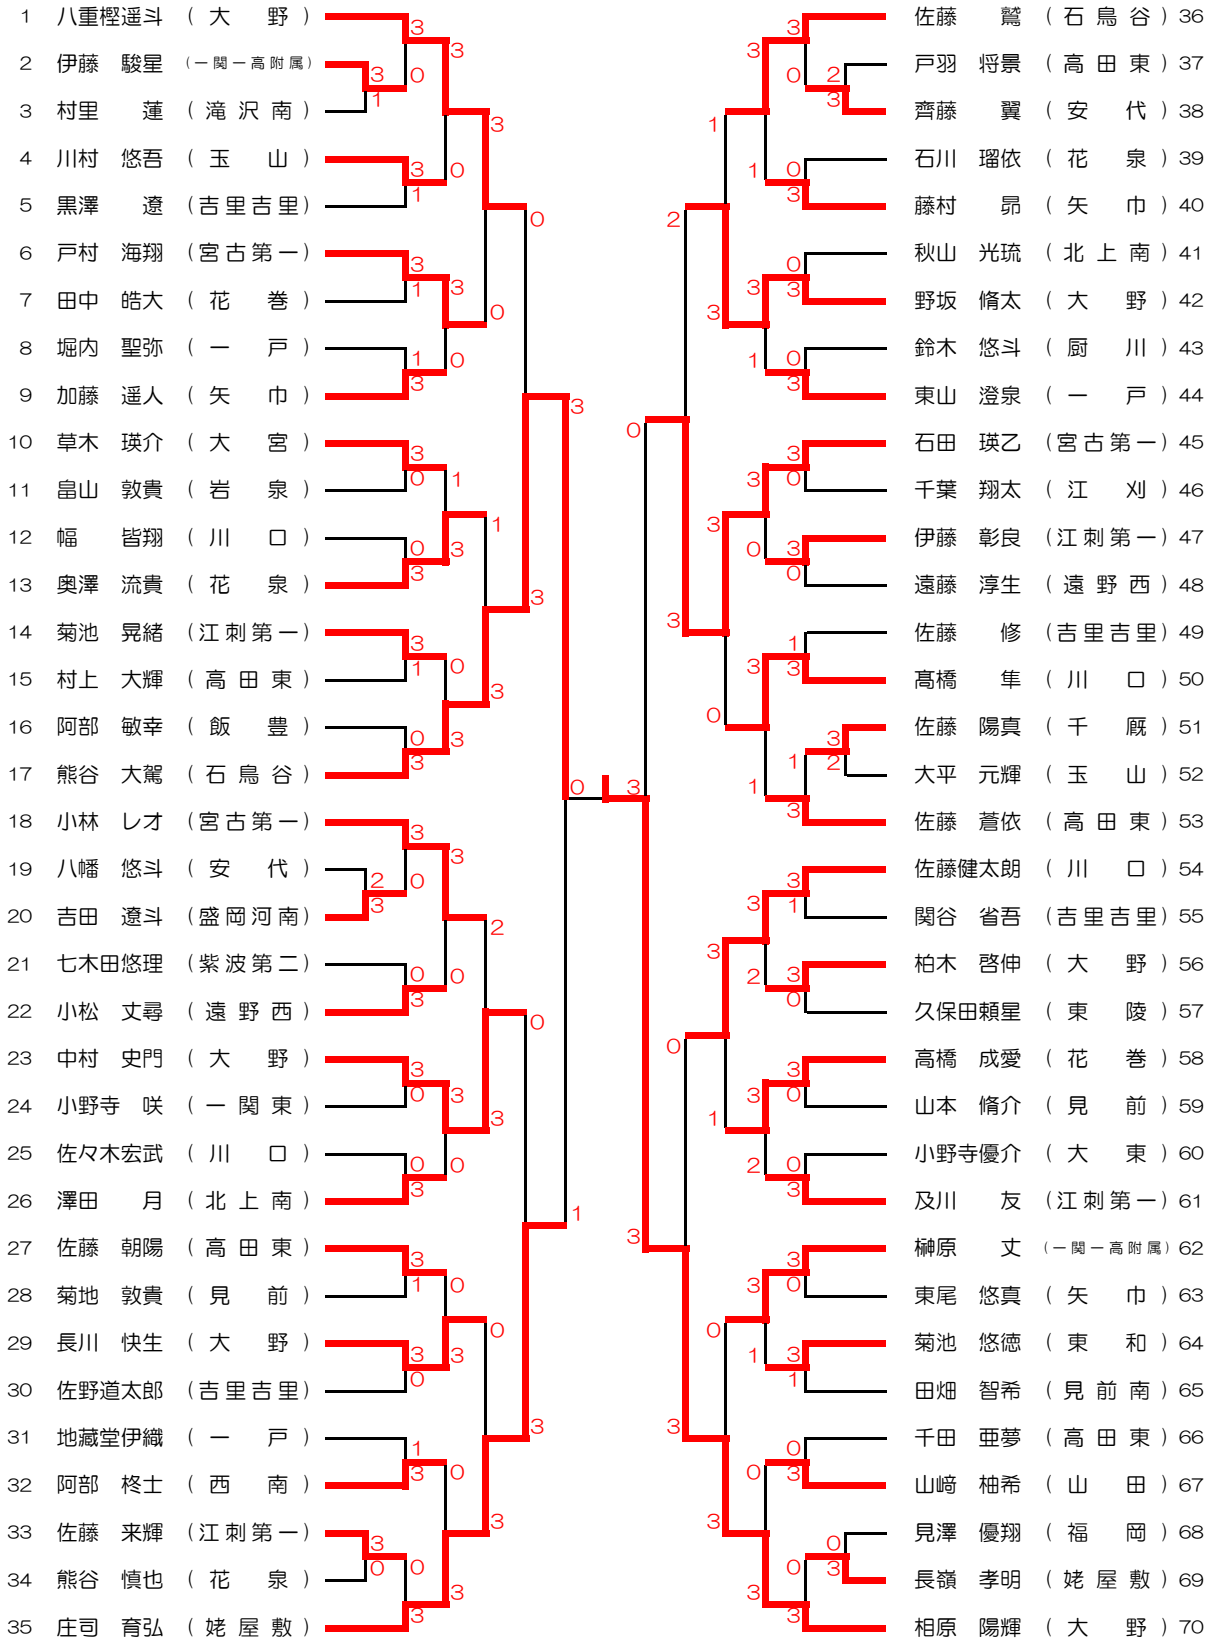 1 八重樫遥斗 ( 大 野 )
2 伊藤 駿星 (一関一高附属)
3 村里 蓮 ( 滝 沢 南 )
4 川村 悠吾 ( 玉 山 )
5 黒澤 遼 (吉里吉里)
6 戸村 海翔 (宮古第一)
7 田中 皓大 ( 花 巻 )
8 堀内 聖弥 ( 一 戸 )
9 加藤 遥人 ( 矢 巾 )
10 草木 瑛介 ( 大 宮 )
11 畠山 敦貴 ( 岩 泉 )
12 幅 皆翔 ( 川 口 )
13 奥澤 流貴 ( 花 泉 )
14 菊池 晃緒 (江刺第一)
15 村上 大輝 ( 高 田 東 )
16 阿部 敏幸 ( 飯 豊 )
17 熊谷 大駕 ( 石 鳥 谷 )
18 小林 レオ (宮古第一)
19 八幡 悠斗 ( 安 代 )
20 吉田 遼斗 (盛岡河南)
21 七木田悠理 (紫波第二)
22 小松 丈尋 ( 遠 野 西 )
23 中村 史門 ( 大 野 )
24 小野寺 咲 ( 一 関 東 )
25 佐々木宏武 ( 川 口 )
26 澤田 月 ( 北 上 南 )
27 佐藤 朝陽 ( 高 田 東 )
28 菊地 敦貴 ( 見 前 )
29 長川 快生 ( 大 野 )
30 佐野道太郎 (吉里吉里)
31 地蔵堂伊織 ( 一 戸 )
32 阿部 柊士 ( 西 南 )
33 佐藤 来輝 (江刺第一)
34 熊谷 慎也 ( 花 泉 )
35 庄司 育弘 ( 姥 屋 敷 )
佐藤 鷲 ( 石 鳥 谷 ) 36
戸羽 将景 ( 高 田 東 ) 37
齊藤 翼 ( 安 代 ) 38
石川 瑠依 ( 花 泉 ) 39
藤村 昴 ( 矢 巾 ) 40
秋山 光琉 ( 北 上 南 ) 41
野坂 脩太 ( 大 野 ) 42
鈴木 悠斗 ( 厨 川 ) 43
東山 澄泉 ( 一 戸 ) 44
石田 瑛乙 (宮古第一) 45
千葉 翔太 ( 江 刈 ) 46
伊藤 彰良 (江刺第一) 47
遠藤 淳生 ( 遠 野 西 ) 48
佐藤 修 (吉里吉里) 49
髙橋 隼 ( 川 口 ) 50
佐藤 陽真 ( 千 厩 ) 51
大平 元輝 ( 玉 山 ) 52
佐藤 蒼依 ( 高 田 東 ) 53
佐藤健太朗 ( 川 口 ) 54
関谷 省吾 (吉里吉里) 55
柏木 啓伸 ( 大 野 ) 56
久保田頼星 ( 東 陵 ) 57
高橋 成愛 ( 花 巻 ) 58
山本 脩介 ( 見 前 ) 59
小野寺優介 ( 大 東 ) 60
及川 友 (江刺第一) 61
榊原 丈 (一関一高附属) 62
東尾 悠真 ( 矢 巾 ) 63
菊池 悠徳 ( 東 和 ) 64
田畑 智希 ( 見 前 南 ) 65
千田 亜夢 ( 高 田 東 ) 66
山﨑 柚希 ( 山 田 ) 67
見澤 優翔 ( 福 岡 ) 68
長嶺 孝明 ( 姥 屋 敷 ) 69
相原 陽輝 ( 大 野 ) 70